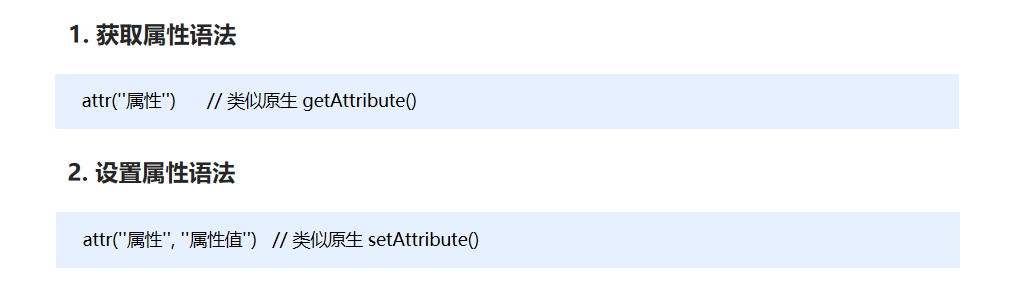 1. 获取属性语法
attr(''属性'') // 类似原生 getAttribute()
2. 设置属性语法
attr(''属性'', ''属性值'') // 类似原生 setAttribute()